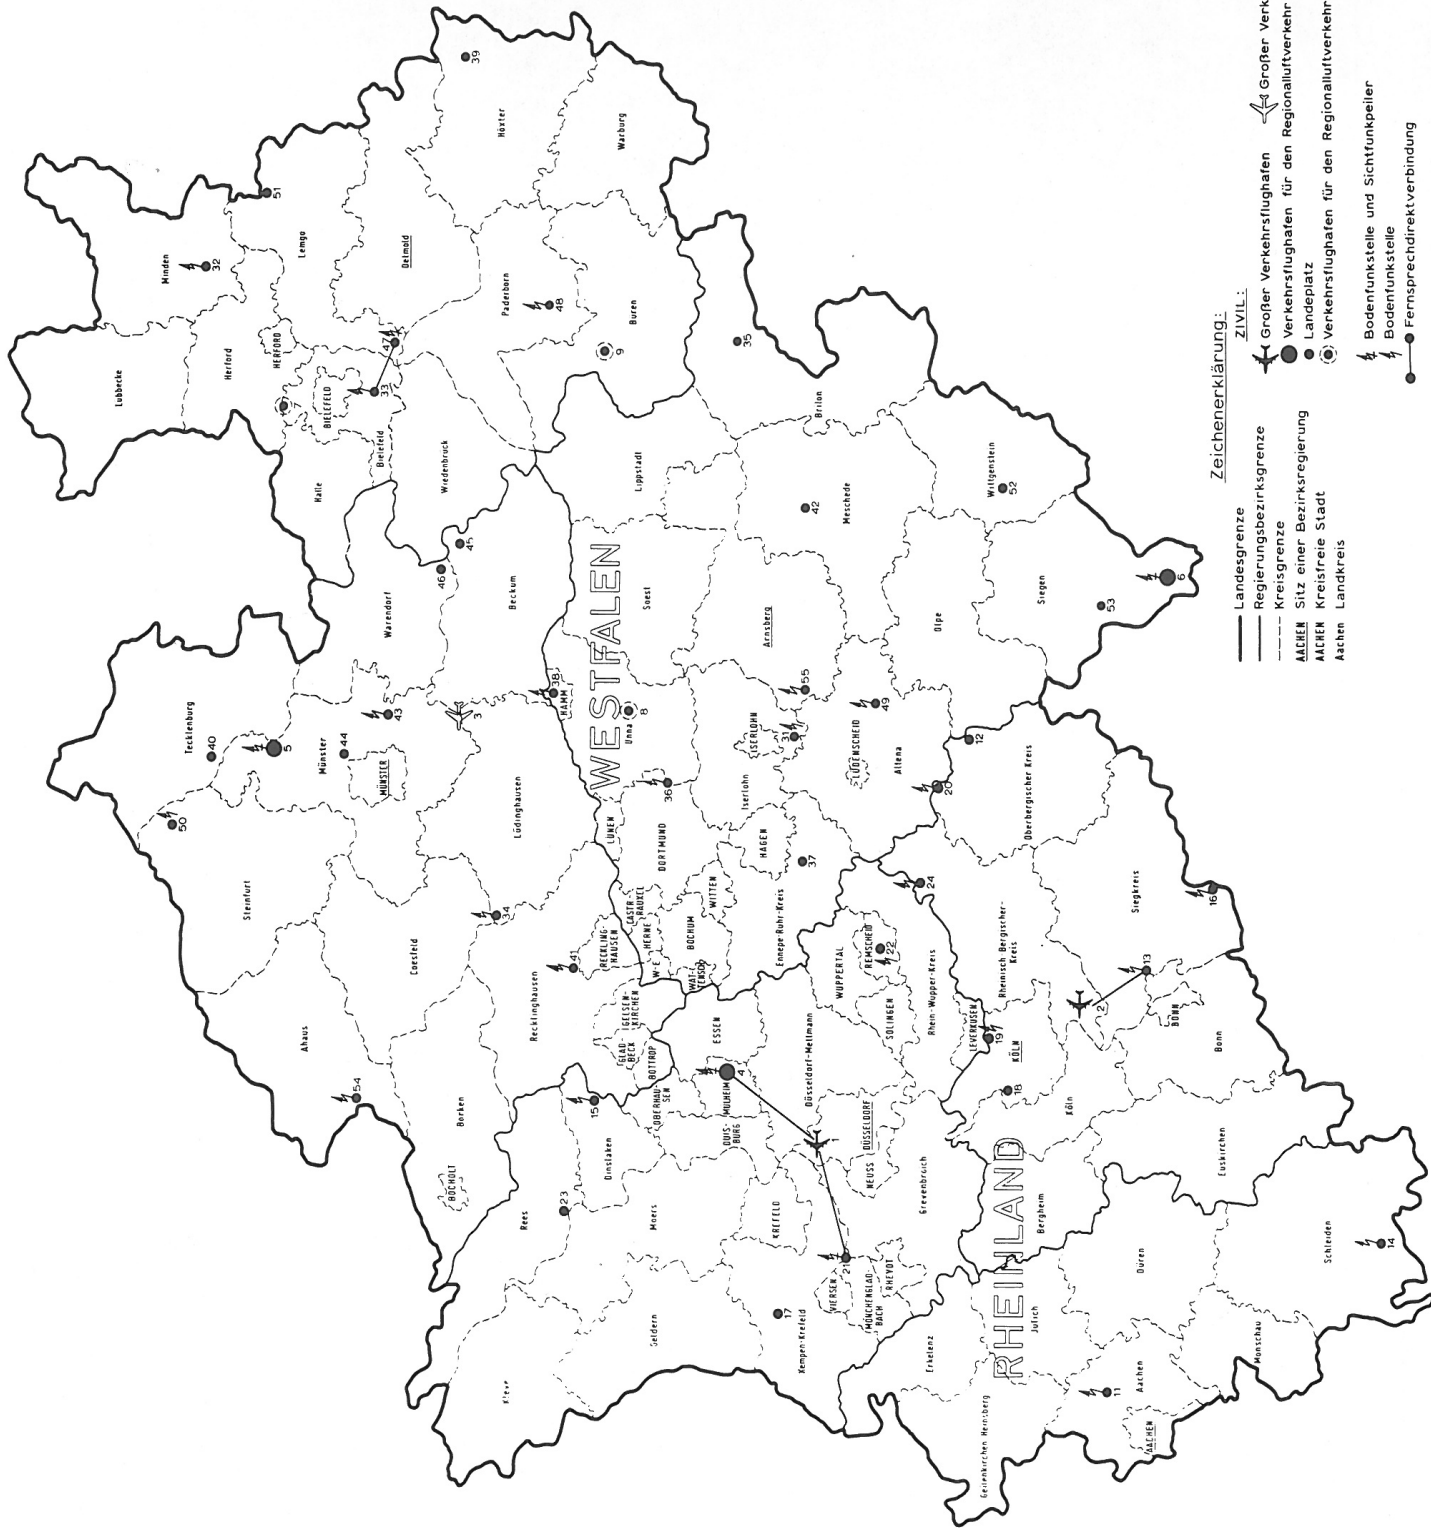 WESTFALEN
RHEINLAND
Lübbecke
Minden
32
Herford
HERFORD
Lemgo
51
7
BIELEFELD
Halle
Bielefeld
33
47
Detmold
39
Höxter
Warburg
Paderborn
48
Büren
9
Wiedenbrück
35
Brilon
Lippstadt
Soest
Meschede
42
Arnsberg
Wittgenstein
52
Siegen
53
6
Olpe
45
46
Beckum
Warendorf
Tecklenburg
40
5
50
Steinfurt
Münster
44
MÜNSTER
43
3
38
HAMM
Unna
8
Lüdinghausen
LÜNEN
36
DORTMUND
Iserlohn
ISERLOHN
31
55
49
LÜDENSCHEID
Altena
HAGEN
37
WITTEN
Ennepe-Ruhr-Kreis
BOCHUM
CASTR.-
RAUXEL
HERNE
W-E
WAT-
TENSCD
RECKLING-
HAUSEN
41
34
Coesfeld
Ahaus
54
Borken
BOCHOLT
Recklinghausen
GELSEN-
KIRCHEN
GLAD-
BECK
BOTTROP
ESSEN
4
MÜLHEIM
OBERHAU-
SEN
DUIS-
BURG
15
Dinslaken
23
Rees
Kleve
Geldern
Moers
KREFELD
17
Kempen-Krefeld
21
VIERSEN
MÖNCHENGLAD-
BACH
RHEYDT
Grevenbroich
NEUSS
DÜSSELDORF
1
Düsseldorf-Mettmann
WUPPERTAL
REMSCHEID
22
SOLINGEN
Rhein-Wupper-Kreis
24
20
12
Oberbergischer Kreis
Rheinisch-Bergischer-
Kreis
LEVERKUSEN
19
KÖLN
18
Köln
2
13
BONN
Bonn
Siegkreis
16
Euskirchen
Bergheim
Erkelenz
Jülich
Düren
Geilenkirchen Heinsberg
11
Aachen
AACHEN
Monschau
Schleiden
14
Zeichenerklärung:
Landesgrenze
Regierungsbezirksgrenze
Kreisgrenze
AACHEN Sitz einer Bezirksregierung
AACHEN Kreisfreie Stadt
Aachen Landkreis
ZIVIL:
Großer Verkehrsflughafen
Großer Verk
Verkehrsflughafen für den Regionalluftverkehr
Landeplatz
Verkehrsflughafen für den Regionalluftverkehr
Bodenfunkstelle und Sichtfunkpeiler
Bodenfunkstelle
Fernsprechdirektverbindung